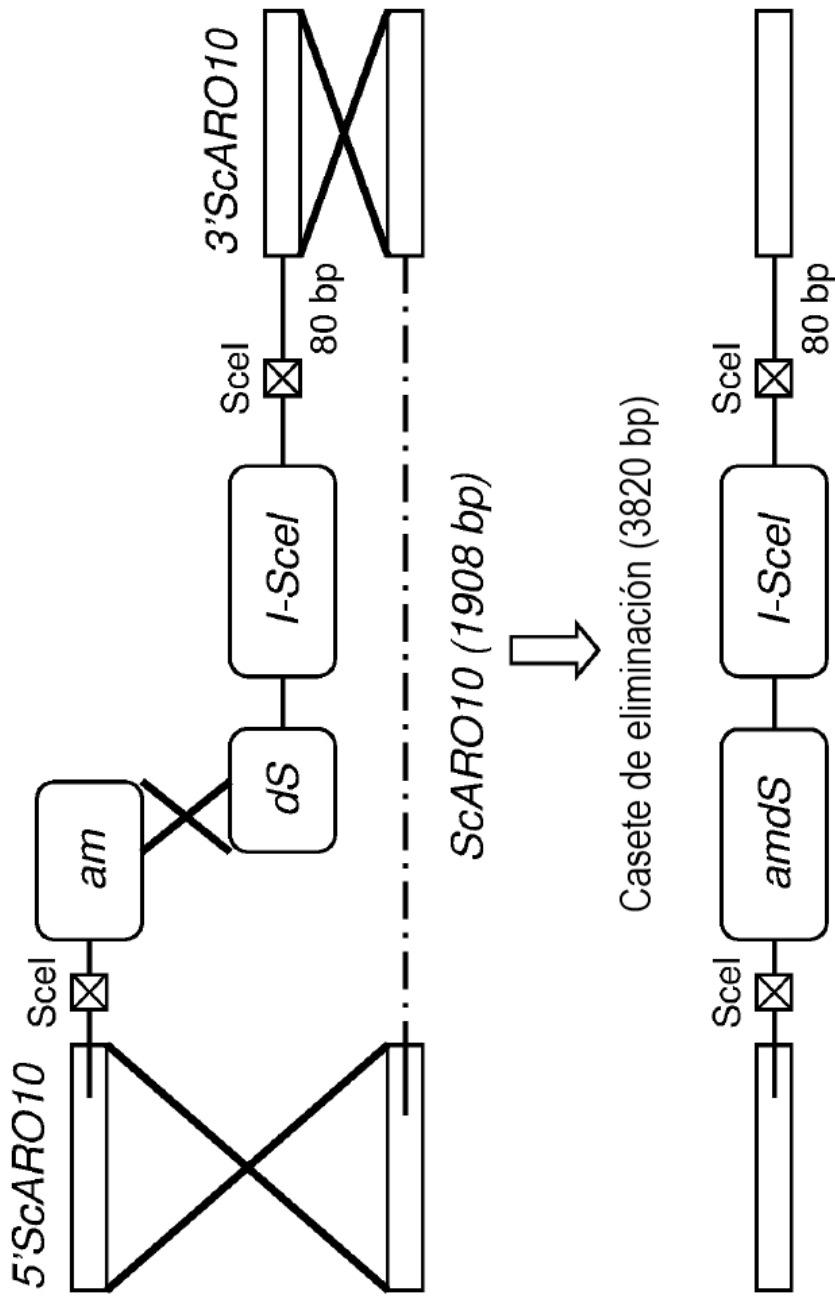 5'ScARO10
3'ScARO10
SceI
am
dS
I-SceI
SceI
80 bp
ScARO10 (1908 bp)
Casete de eliminación (3820 bp)
SceI
amdS
I-SceI
SceI
80 bp